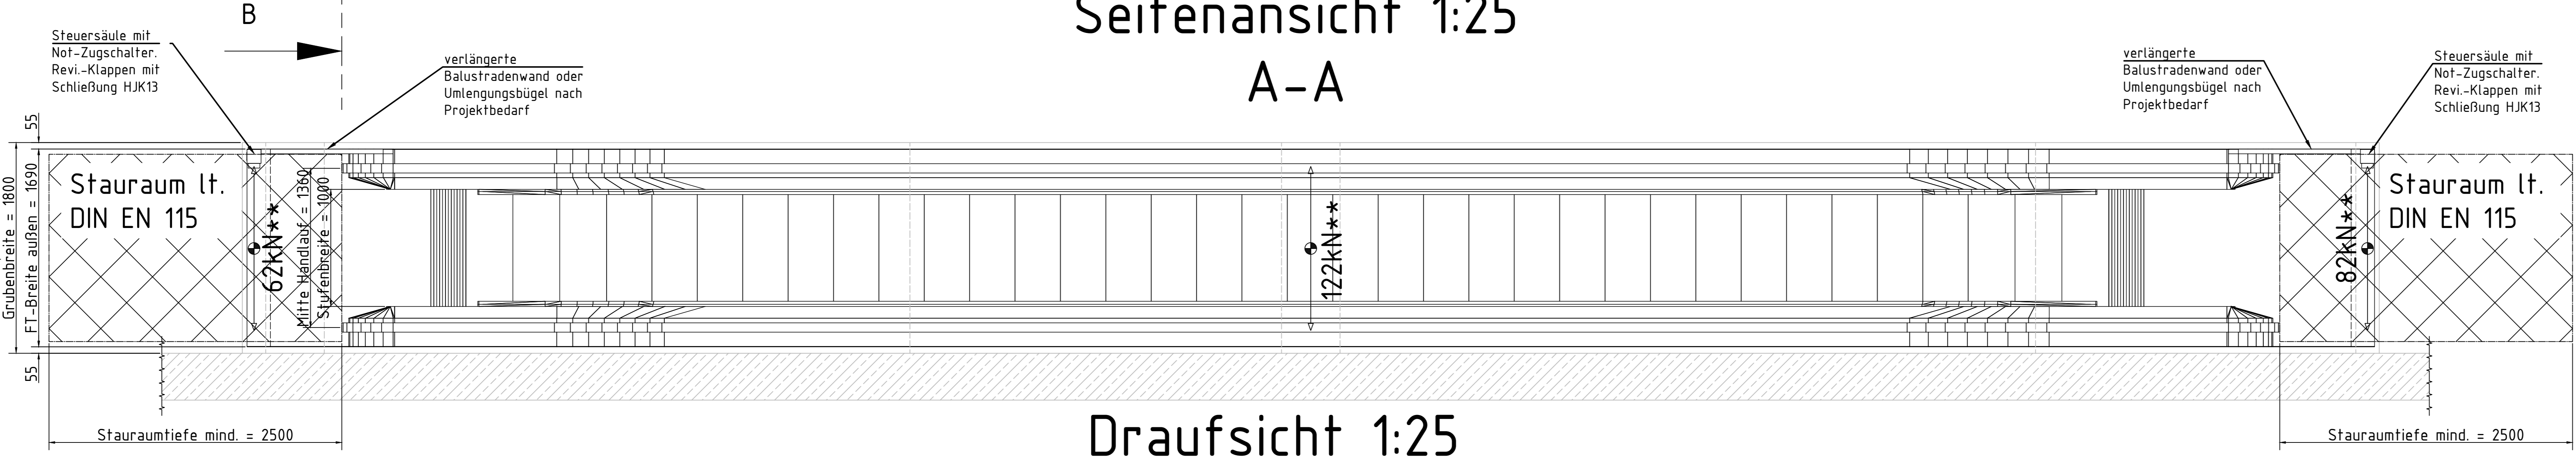 Seitenansicht 1:25
A-A
B
Steuersäule mit
Not-Zugschalter.
Revi.-Klappen mit
Schließung HJK13
verlängerte
Balustradenwand oder
Umlengungsbügel nach
Projektbedarf
verlängerte
Balustradenwand oder
Umlengungsbügel nach
Projektbedarf
Steuersäule mit
Not-Zugschalter.
Revi.-Klappen mit
Schließung HJK13
55
Grubenbreite = 1800
FT-Breite außen = 1690
55
Stauraum lt.
DIN EN 115
62kN**
Mitte Handlauf = 1360
Stufenbreite = 1000
122kN**
82kN**
Stauraum lt.
DIN EN 115
Stauraumtiefe mind. = 2500
Stauraumtiefe mind. = 2500
Draufsicht 1:25